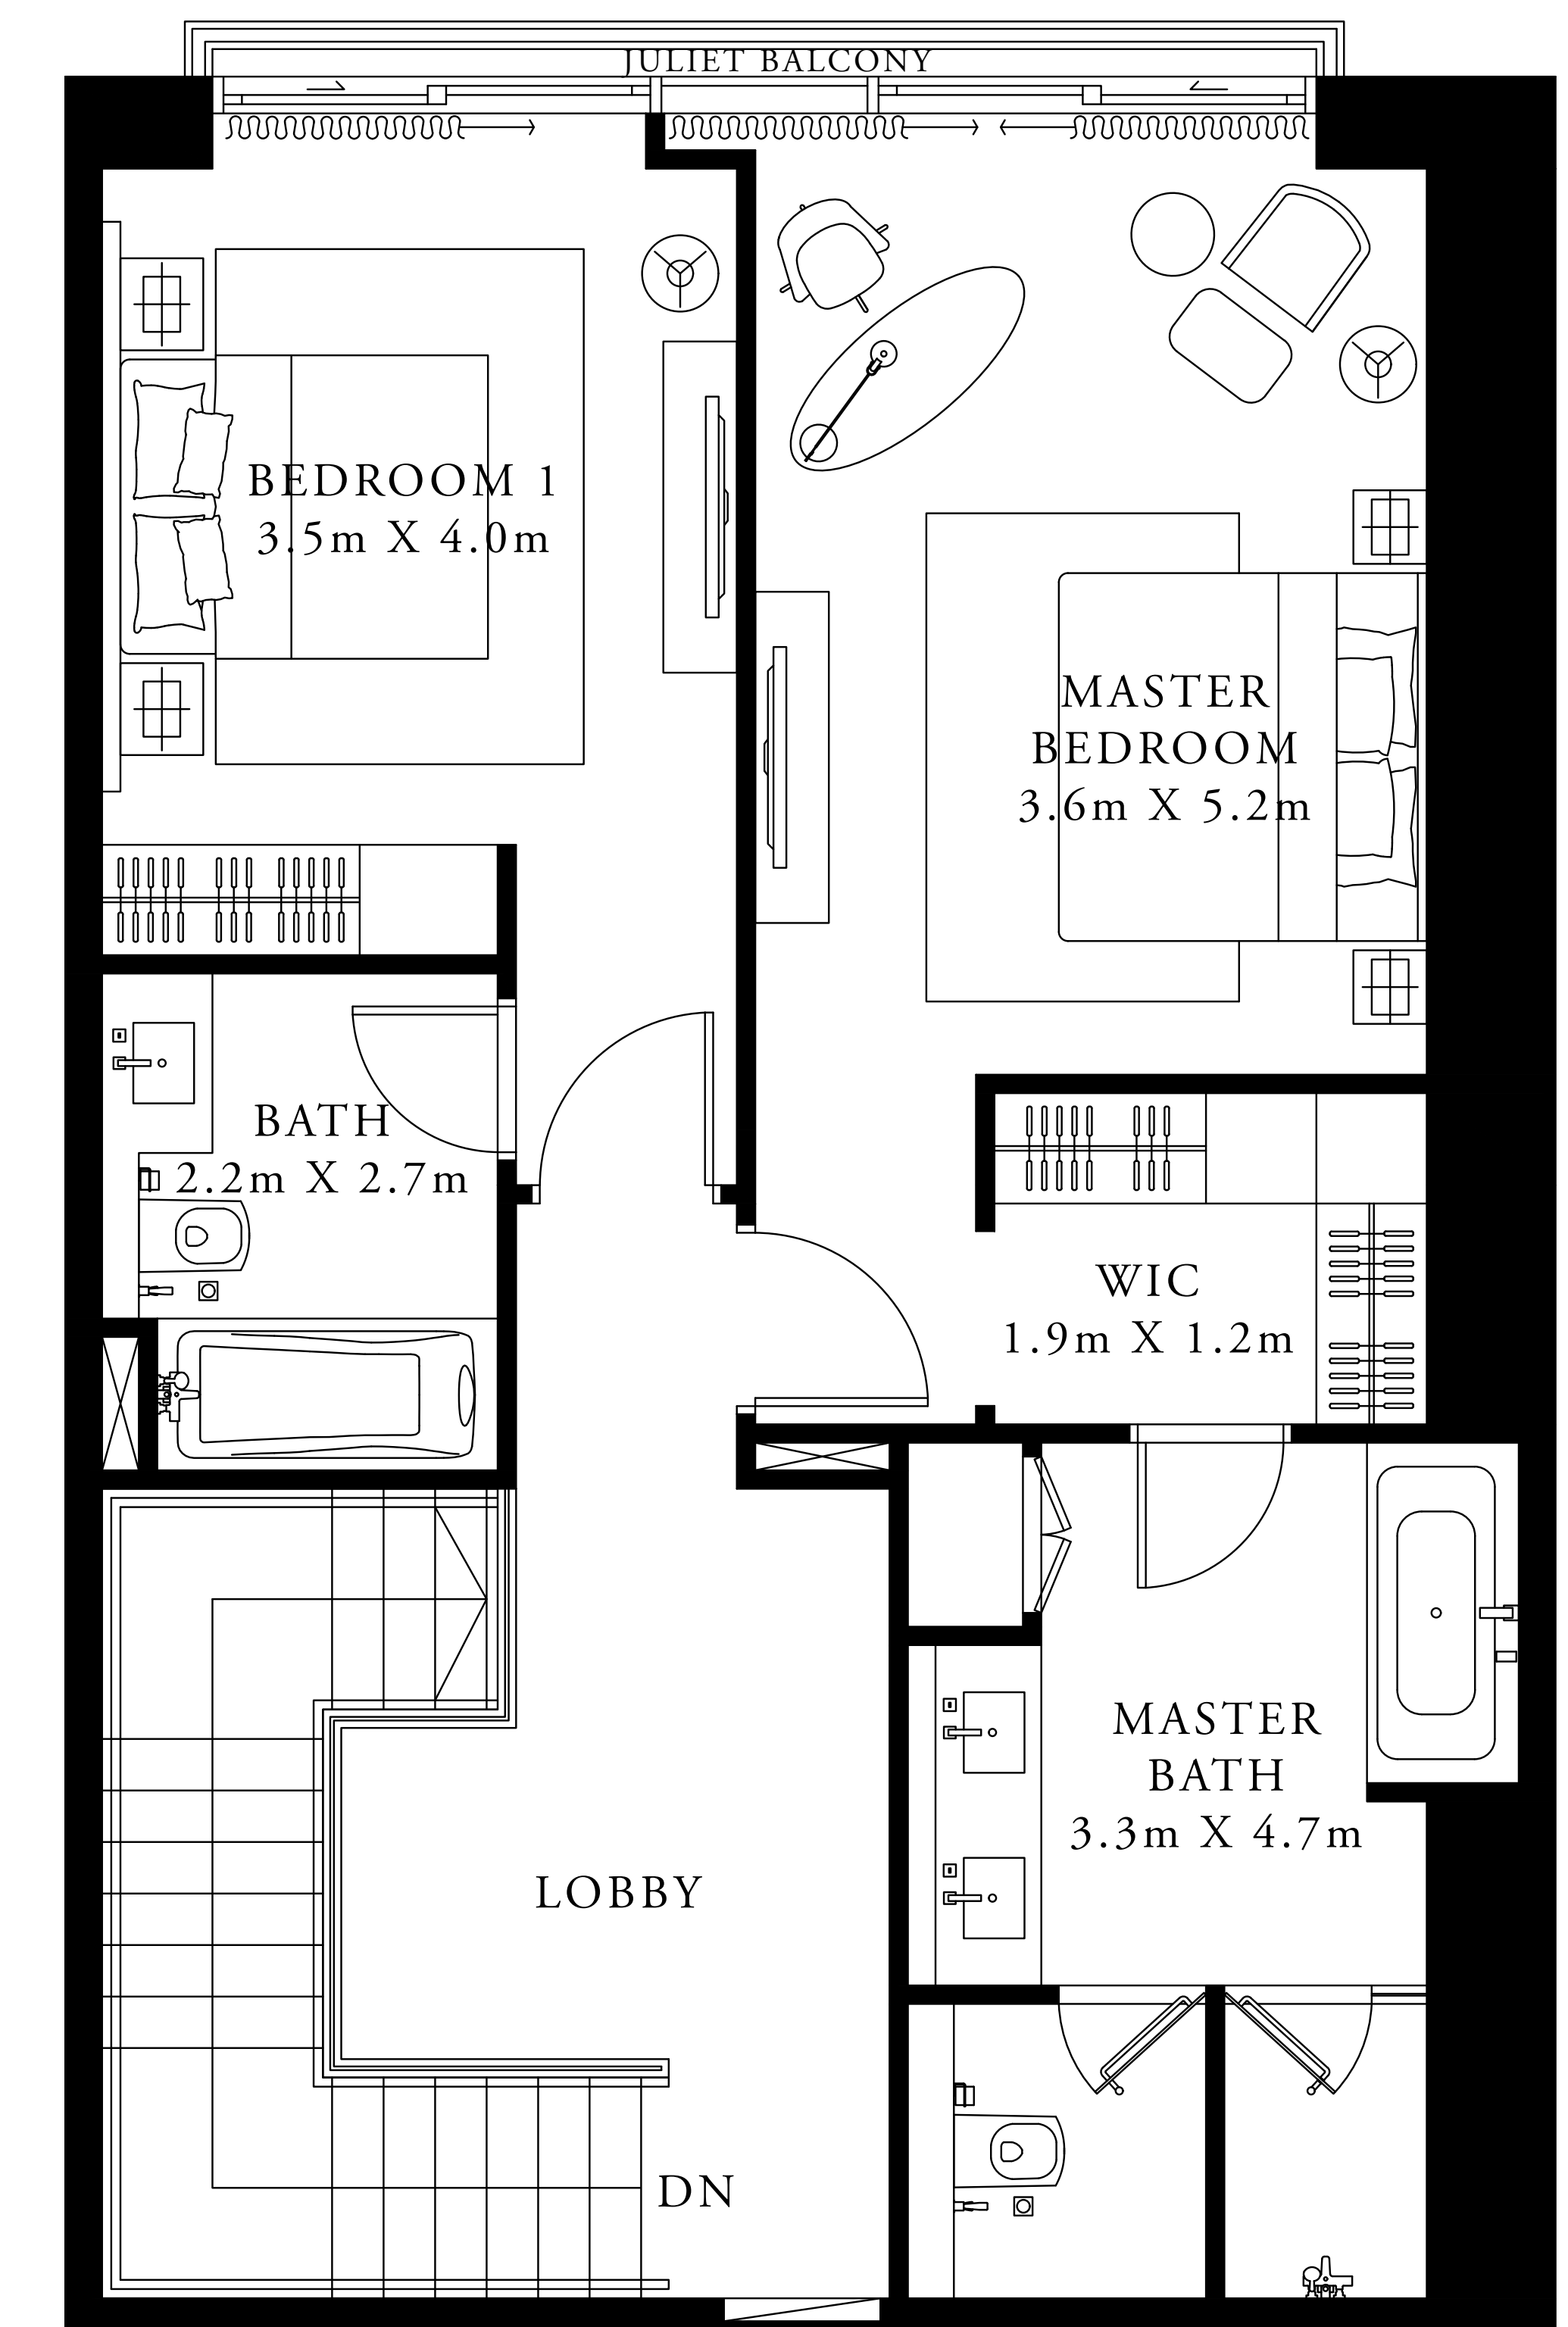 JULIET BALCONY
BEDROOM 1
3.5m X 4.0m
MASTER
BEDROOM
3.6m X 5.2m
BATH
2.2m X 2.7m
WIC
1.9m X 1.2m
MASTER
BATH
3.3m X 4.7m
LOBBY
DN